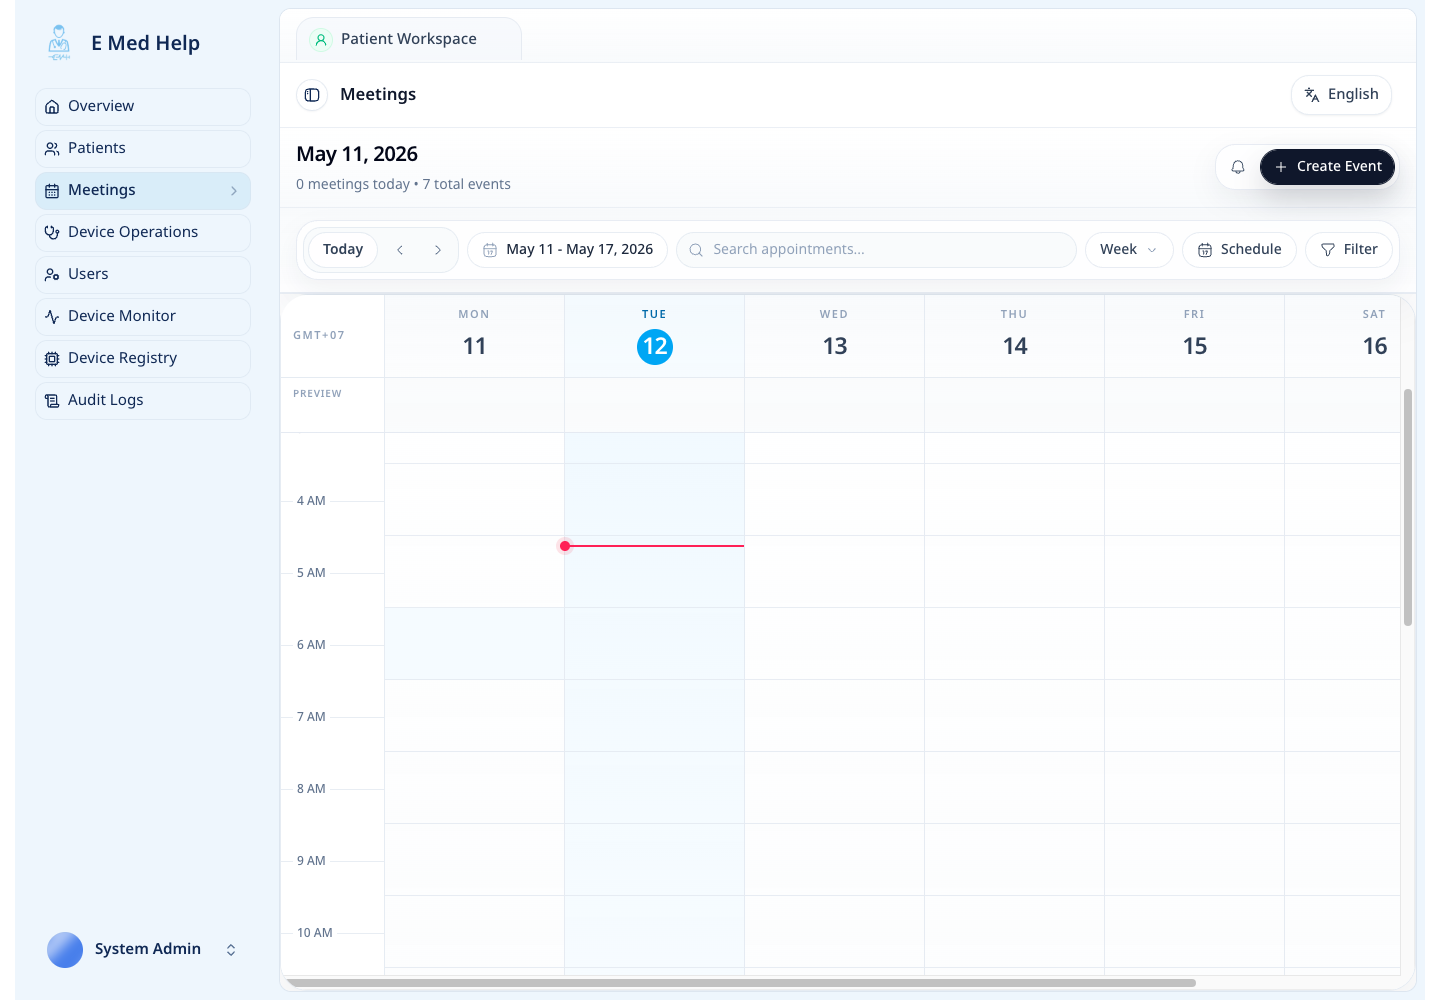 E Med Help
Overview
Patients
Meetings
Device Operations
Users
Device Monitor
Device Registry
Audit Logs
System Admin
Patient Workspace
Meetings
English
May 11, 2026
0 meetings today • 7 total events
Create Event
Today
May 11 - May 17, 2026
Search appointments...
Week
Schedule
Filter
GMT+07
MON
11
TUE
12
WED
13
THU
14
FRI
15
SAT
16
PREVIEW
4 AM
5 AM
6 AM
7 AM
8 AM
9 AM
10 AM